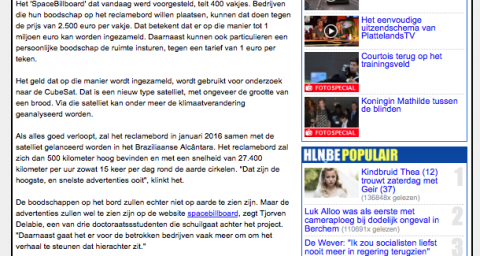 Het 'SpaceBillboard' dat vandaag werd voorgesteld, telt 400 vakjes. Bedrijven
die hun boodschap op het reclamebord willen plaatsen, kunnen dat doen tegen
de prijs van 2.500 euro per vakje. Dat betekent dat er op die manier tot 1
miljoen euro kan worden ingezameld. Daarnaast kunnen ook particulieren een
persoonlijke boodschap de ruimte insturen, tegen een tarief van 1 euro per
teken.
Het geld dat op die manier wordt ingezameld, wordt gebruikt voor onderzoek
naar de CubeSat. Dat is een nieuw type satelliet, met ongeveer de grootte van
een brood. Via die satelliet kan onder meer de klimaatverandering
geanalyseerd worden.
Als alles goed verloopt, zal het reclamebord in januari 2016 samen met de
satelliet gelanceerd worden in het Braziliaanse Alcântara. Het reclamebord zal
zich dan 500 kilometer hoog bevinden en met een snelheid van 27.400
kilometer per uur zowat 15 keer per dag rond de aarde cirkelen. "Dat zijn de
hoogste, en snelste advertenties ooit", klinkt het.
De boodschappen op het bord zullen echter niet op aarde te zien zijn. Maar de
advertenties zullen wel te zien zijn op de website spacebillboard, zegt Tjorven
Delabie, een van die doctoraatsstudenten die schuilgaat achter het project.
"Daarnaast gaat het er voor de betrokken bedrijven vaak meer om om het
verhaal te steunen dat hierachter zit."
FOTOSPECIAL
Het eenvoudige
uitzendschema van
PlattelandsTV
Courtois terug op het
trainingsveld
FOTOSPECIAL
Koningin Mathilde tussen
de blinden
FOTOSPECIAL
HLN.BE POPULAIR
Kindbruid Thea (12)
trouwt zaterdag met
Geir (37)
(136848x gelezen)
1
Luk Alloo was als eerste met
cameraploeg bij dodelijk ongeval in
Berchem (110691x gelezen)
2
De Wever: "Ik zou socialisten liefst
nooit meer in regering terugzien"
3